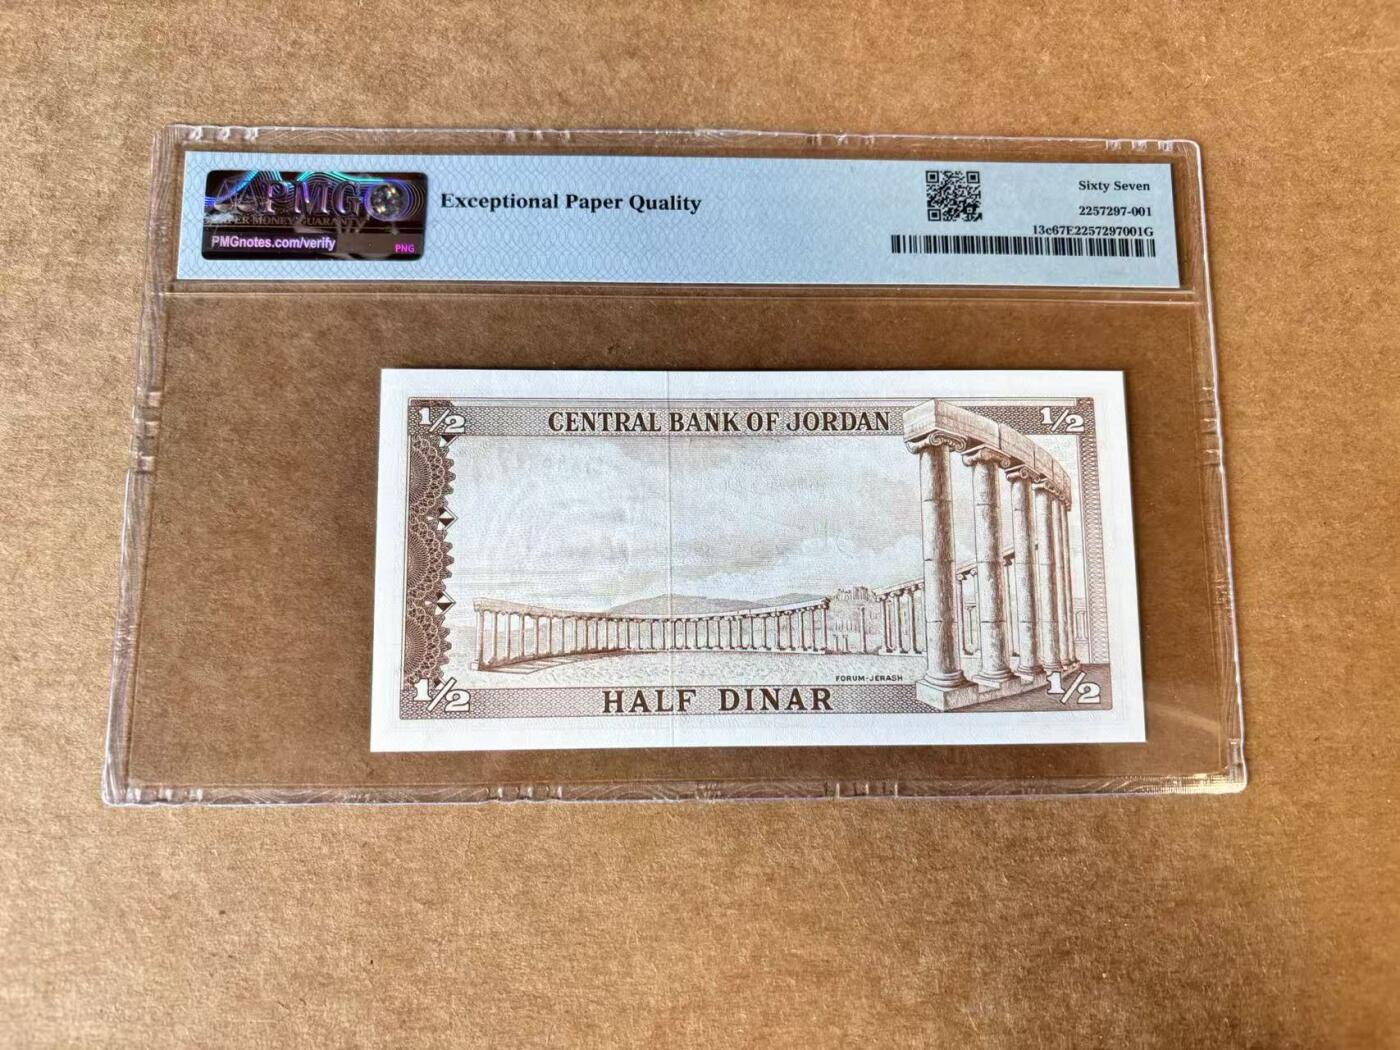 PMG
PAPER MONEY GUARANTY
PMGnotes.com/verify
PNG
Exceptional Paper Quality
Sixty Seven
2257297-001
13c67E2257297001G
1/2
CENTRAL BANK OF JORDAN
1/2
FORUM-JERASH
1/2
HALF DINAR
1/2